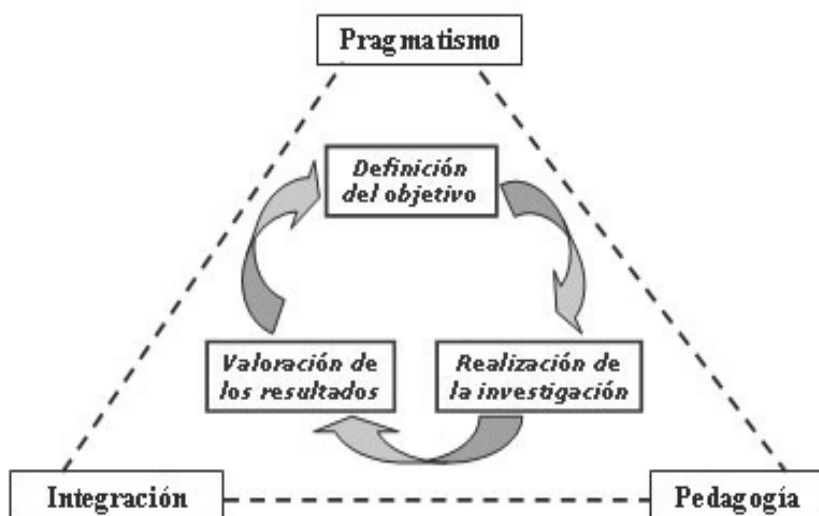 Pragmatismo
Definición
del objetivo
Valoración de
los resultados
Realización de
la investigación
Integración
Pedagogía